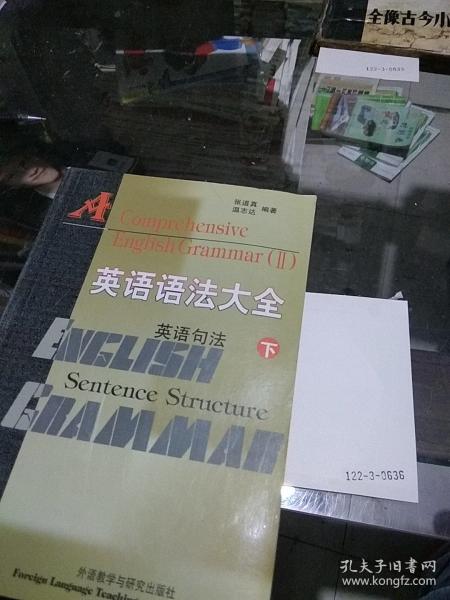 全像古今小
122-3-0635
张道真
温志达 编著
A Comprehensive
English Grammar (Ⅱ)
英语语法大全
英语句法 下
ENGLISH
Sentence Structure
GRAMMAR
122-3-0636
外语教学与研究出版社
Foreign Language Teaching
孔夫子旧书网
www.kongfz.com